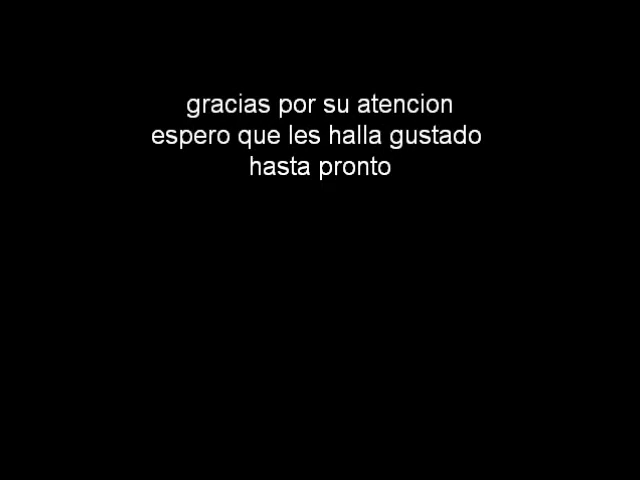 gracias por su atencion
espero que les halla gustado
hasta pronto